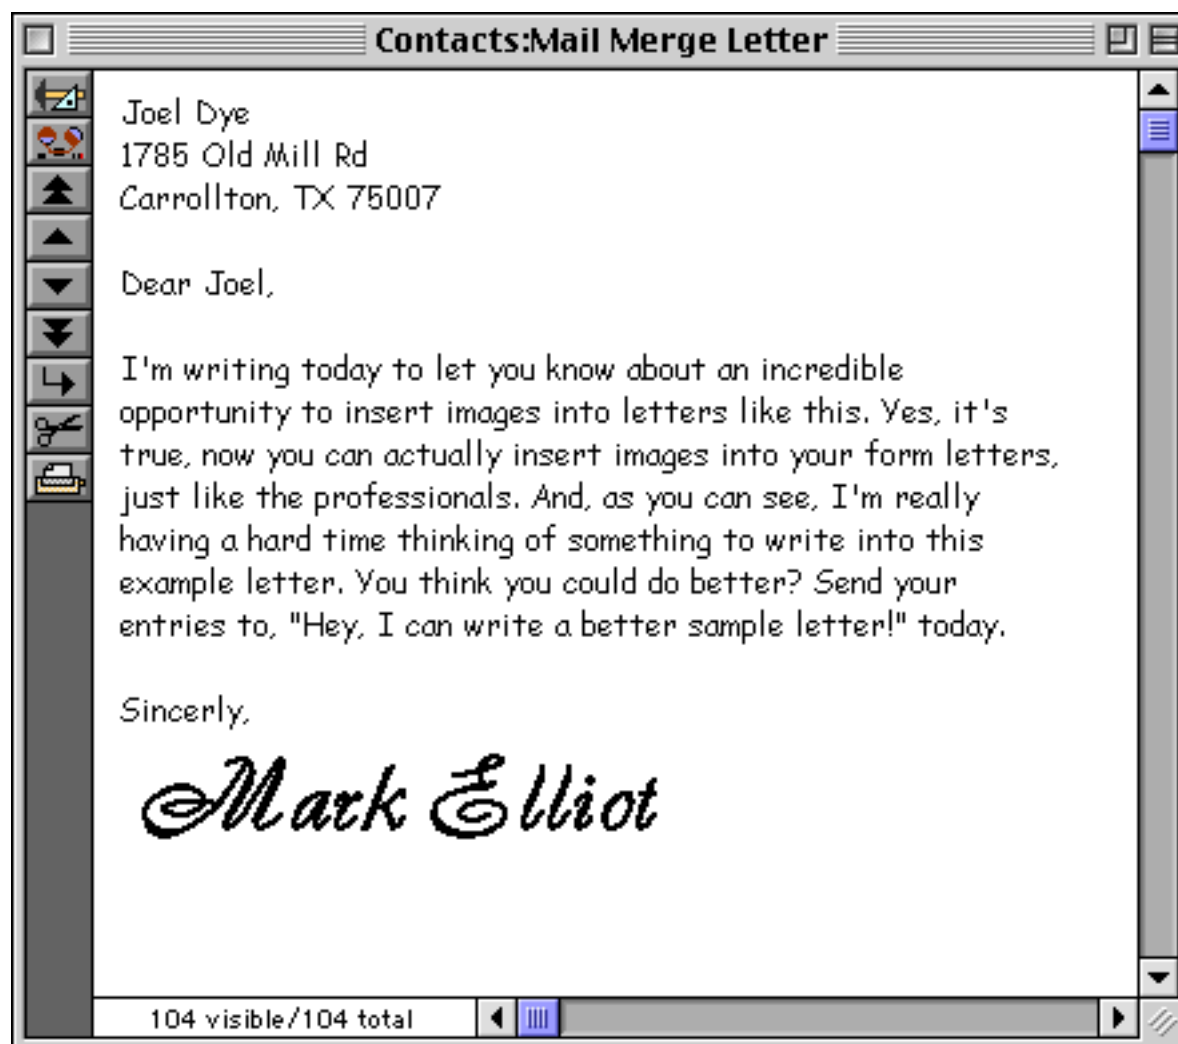 Contacts:Mail Merge Letter
Joel Dye
1785 Old Mill Rd
Carrollton, TX 75007
Dear Joel,
I'm writing today to let you know about an incredible
opportunity to insert images into letters like this. Yes, it's
true, now you can actually insert images into your form letters,
just like the professionals. And, as you can see, I'm really
having a hard time thinking of something to write into this
example letter. You think you could do better? Send your
entries to, "Hey, I can write a better sample letter!" today.
Sincerly,
Mark Elliot
104 visible/104 total